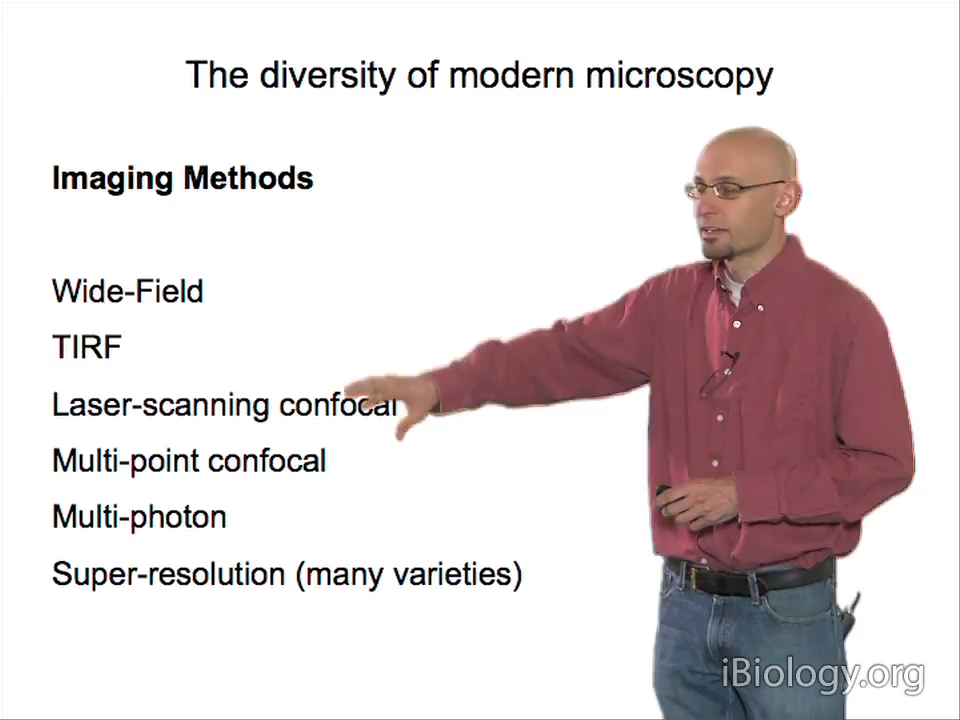 The diversity of modern microscopy
Imaging Methods
Wide-Field
TIRF
Laser-scanning confocal
Multi-point confocal
Multi-photon
Super-resolution (many varieties)
iBiology.org